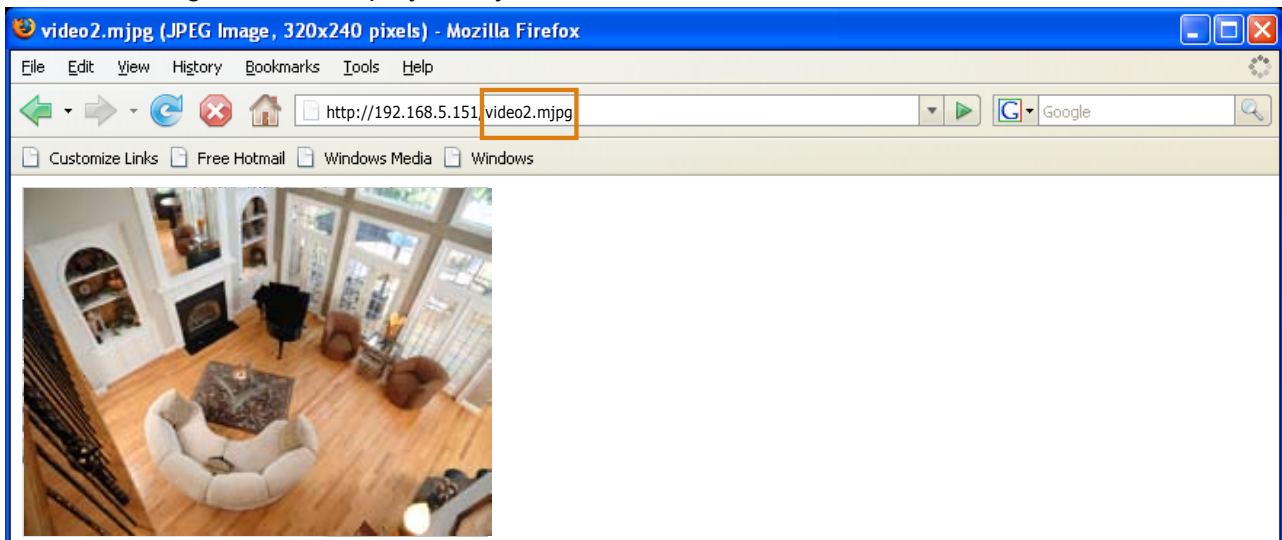 video2.mjpg (JPEG Image, 320x240 pixels) - Mozilla Firefox
File Edit View History Bookmarks Tools Help
http://192.168.5.151/video2.mjpg G Google
Customize Links Free Hotmail Windows Media Windows